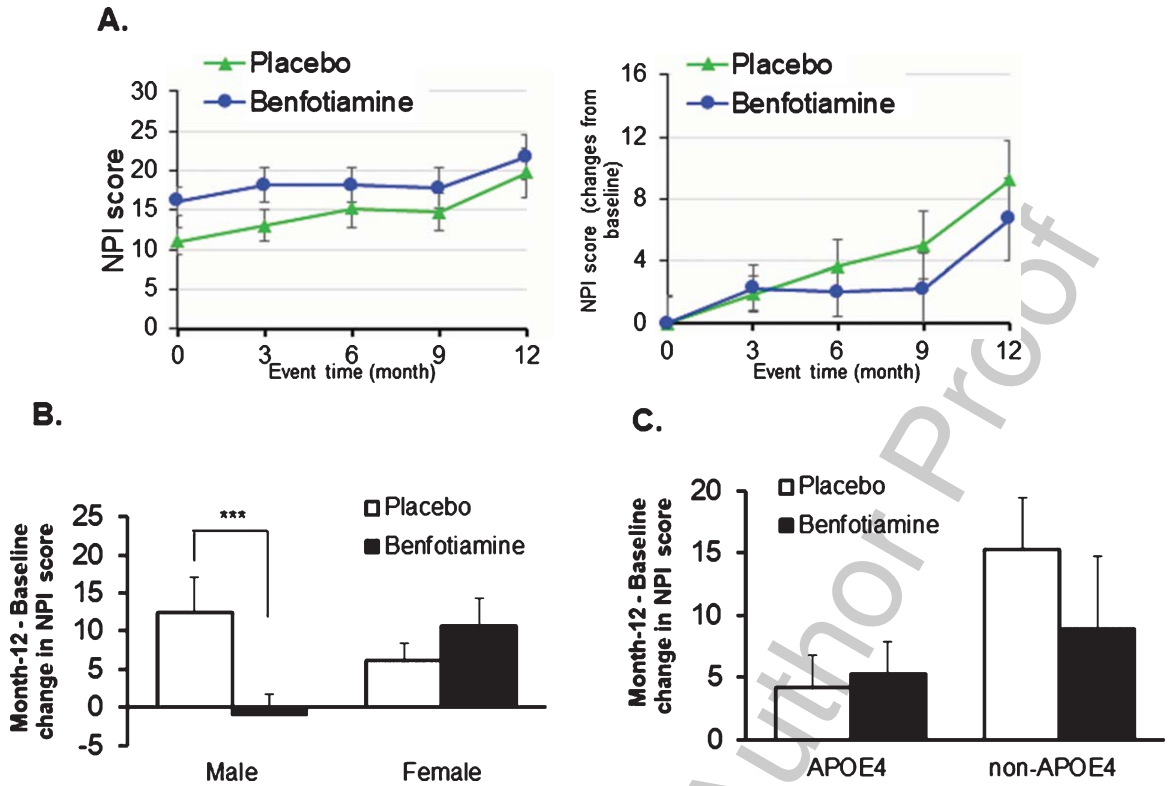 A.
Placebo
Benfotiamine
NPI score
30
25
20
15
10
5
0
0 3 6 9 12
Event time (month)
Placebo
Benfotiamine
NPI score (changes from
baseline)
16
12
8
4
0
0 3 6 9 12
Event time (month)
B.
Placebo
Benfotiamine
***
Month-12 - Baseline
change in NPI score
25
20
15
10
5
0
-5
Male Female
C.
Placebo
Benfotiamine
Month-12 - Baseline
change in NPI score
20
15
10
5
0
APOE4 non-APOE4
Author Proof